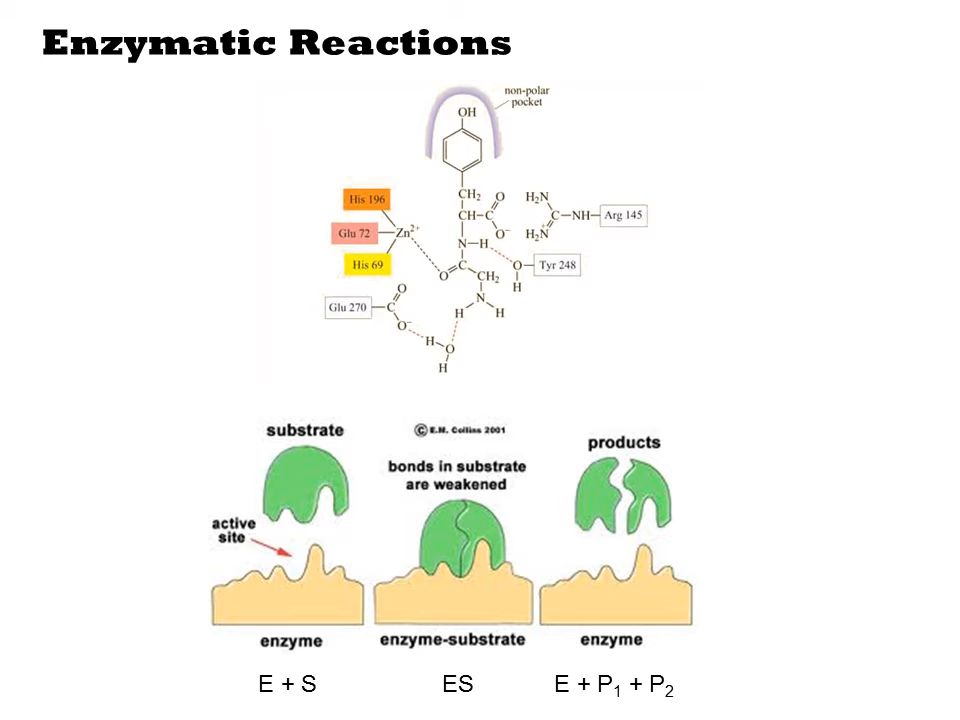 Enzymatic Reactions
non-polar
pocket
OH
CH₂
O
H₂N
His 196
CH–C
C–NH–
Arg 145
Glu 72
Zn²⁺
O⁻
H₂N⁺
N–H
His 69
O
C
O
Tyr 248
CH₂
H
O
N
Glu 270
C
H
H
O⁻
H
O
H
substrate
© E.M. Collins 2001
products
bonds in substrate
are weakened
active
site
enzyme
enzyme-substrate
enzyme
E + S
ES
E + P₁ + P₂